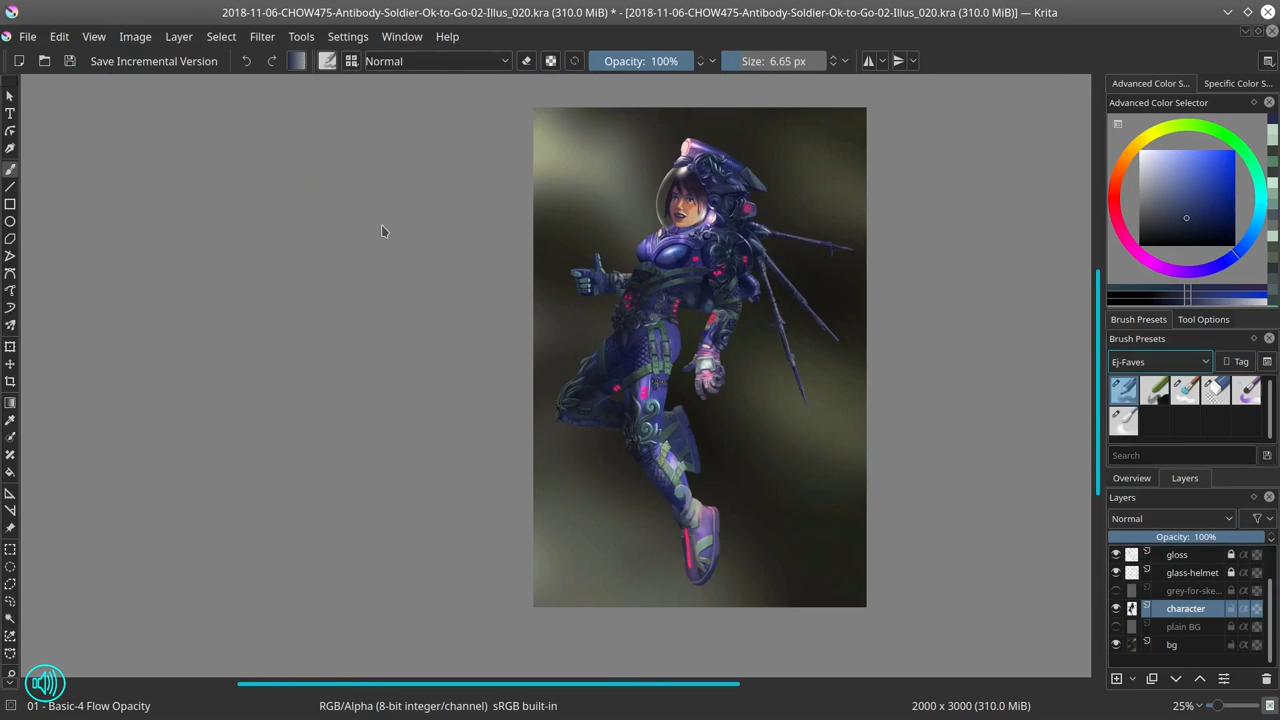 2018-11-06-CHOW475-Antibody-Soldier-Ok-to-Go-02-Illus_020.kra (310.0 MiB) * - [2018-11-06-CHOW475-Antibody-Soldier-Ok-to-Go-02-Illus_020.kra (310.0 MiB)] — Krita
File Edit View Image Layer Select Filter Tools Settings Window Help
Save Incremental Version Normal Opacity: 100% Size: 6.65 px
Advanced Color S... Specific Color S...
Advanced Color Selector
Brush Presets Tool Options
Brush Presets
Ej-Faves Tag
Search
Overview Layers
Layers
Normal
Opacity: 100%
gloss
glass-helmet
grey-for-ske...
character
plain BG
bg
01 - Basic-4 Flow Opacity RGB/Alpha (8-bit integer/channel) sRGB built-in 2000 x 3000 (310.0 MiB) 25%